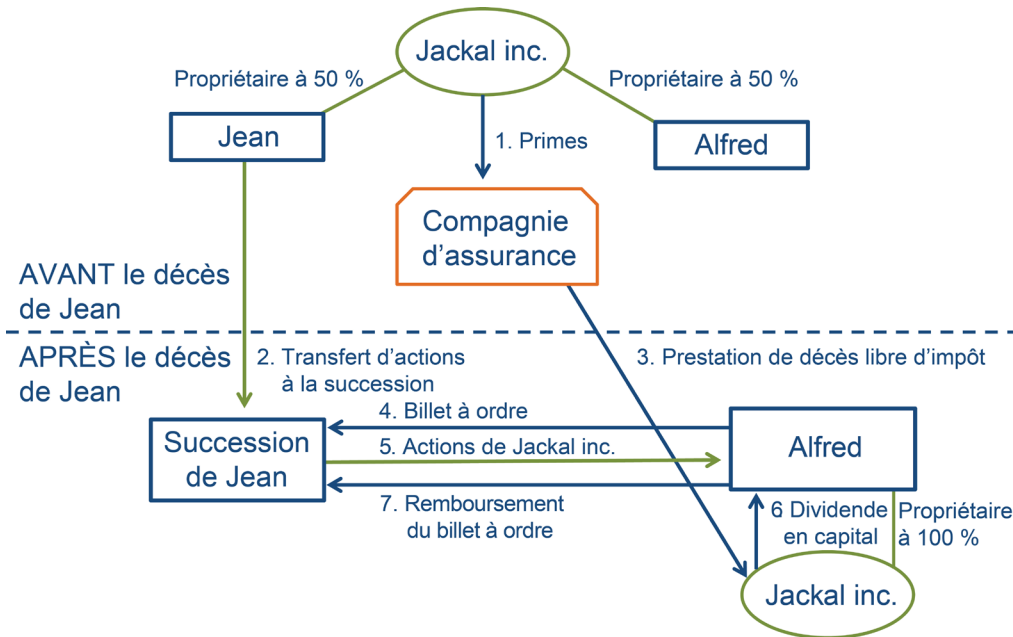 Jackal inc.
Propriétaire à 50 %
Propriétaire à 50 %
Jean
1. Primes
Alfred
Compagnie
d'assurance
AVANT le décès
de Jean
APRÈS le décès
de Jean
2. Transfert d'actions
à la succession
3. Prestation de décès libre d'impôt
4. Billet à ordre
Succession
de Jean
5. Actions de Jackal inc.
Alfred
7. Remboursement
du billet à ordre
6. Dividende
en capital
Propriétaire
à 100 %
Jackal inc.